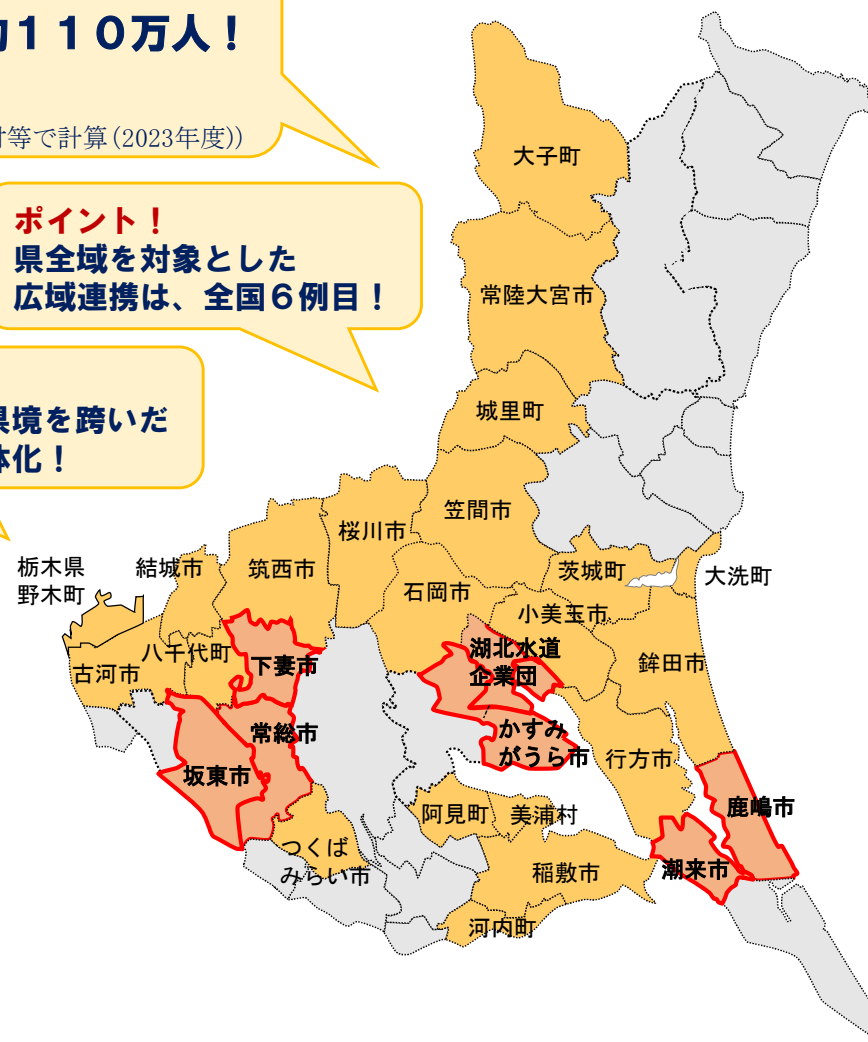 約１１０万人！
村等で計算(2023年度))
ポイント！
県全域を対象とした
広域連携は、全国６例目！
県境を跨いだ
体化！
大子町
常陸大宮市
城里町
笠間市
桜川市
栃木県
野木町
結城市
筑西市
茨城町
大洗町
石岡市
小美玉市
湖北水道
企業団
鉾田市
古河市
八千代町
下妻市
常総市
かすみ
がうら市
行方市
坂東市
鹿嶋市
阿見町
美浦村
つくば
みらい市
稲敷市
潮来市
河内町